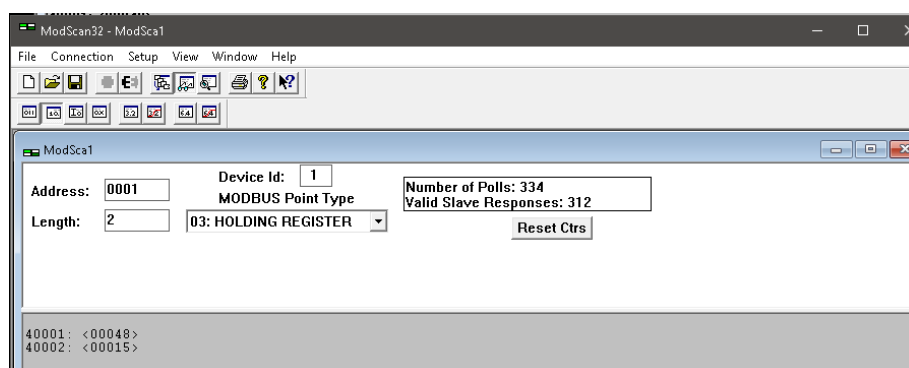 ModScan32 - ModSca1
File Connection Setup View Window Help
ModSca1
Address: 0001
Device Id: 1
MODBUS Point Type
Length: 2
03: HOLDING REGISTER
Number of Polls: 334
Valid Slave Responses: 312
Reset Ctrs
40001: <00048>
40002: <00015>